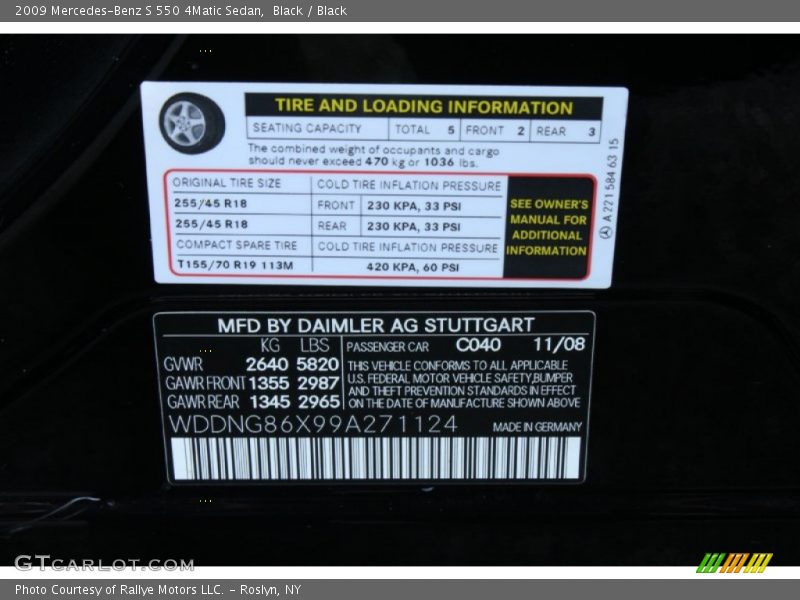 2009 Mercedes-Benz S 550 4Matic Sedan,  Black / Black
TIRE AND LOADING INFORMATION
SEATING CAPACITY TOTAL 5 FRONT 2 REAR 3
The combined weight of occupants and cargo
should never exceed 470 kg or 1036 lbs.
ORIGINAL TIRE SIZE COLD TIRE INFLATION PRESSURE
255/45 R18 FRONT 230 KPA, 33 PSI
255/45 R18 REAR 230 KPA, 33 PSI
COMPACT SPARE TIRE COLD TIRE INFLATION PRESSURE
T155/70 R19 113M 420 KPA, 60 PSI
SEE OWNER'S
MANUAL FOR
ADDITIONAL
INFORMATION
A 221 584 63 15
MFD BY DAIMLER AG STUTTGART
KG LBS PASSENGER CAR C040 11/08
GVWR 2640 5820
GAWR FRONT 1355 2987
GAWR REAR 1345 2965
THIS VEHICLE CONFORMS TO ALL APPLICABLE
U.S. FEDERAL MOTOR VEHICLE SAFETY,BUMPER
AND THEFT PREVENTION STANDARDS IN EFFECT
ON THE DATE OF MANUFACTURE SHOWN ABOVE
WDDNG86X99A271124 MADE IN GERMANY
GTCARLOT.COM
Photo Courtesy of Rallye Motors LLC. - Roslyn, NY